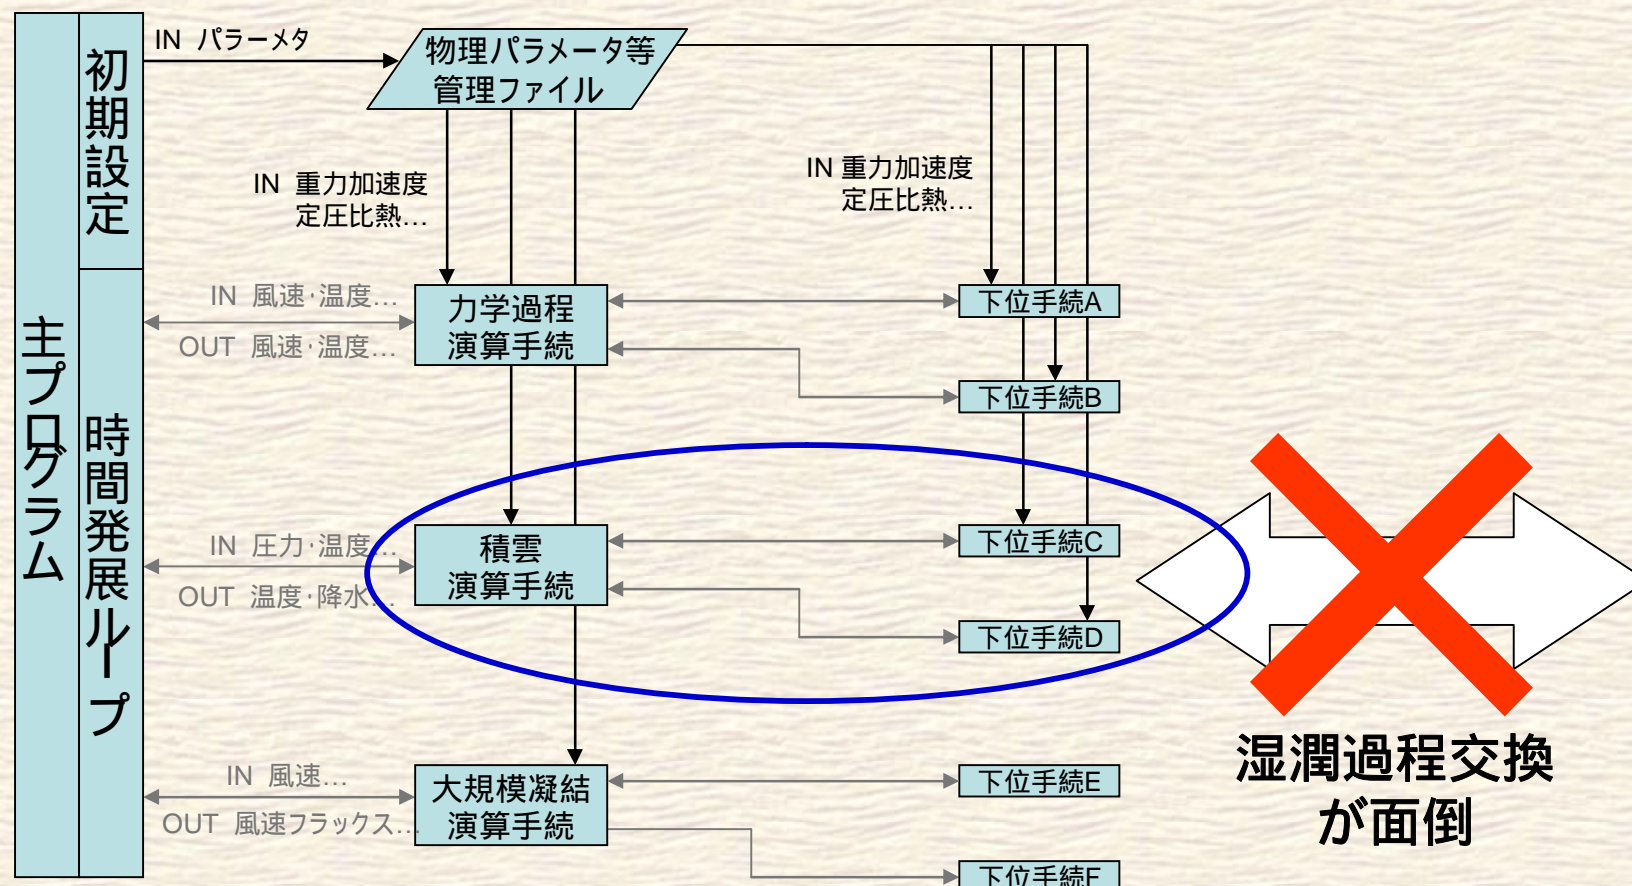 主プログラム
初期設定
時間発展ループ
IN パラーメタ
物理パラメータ等
管理ファイル
IN 重力加速度
定圧比熱…
IN 重力加速度
定圧比熱…
IN 風速・温度…
OUT 風速・温度…
力学過程
演算手続
下位手続A
下位手続B
IN 圧力・温度…
OUT 温度・降水…
積雲
演算手続
下位手続C
下位手続D
湿潤過程交換
が面倒
IN 風速…
OUT 風速フラックス…
大規模凝結
演算手続
下位手続E
下位手続F